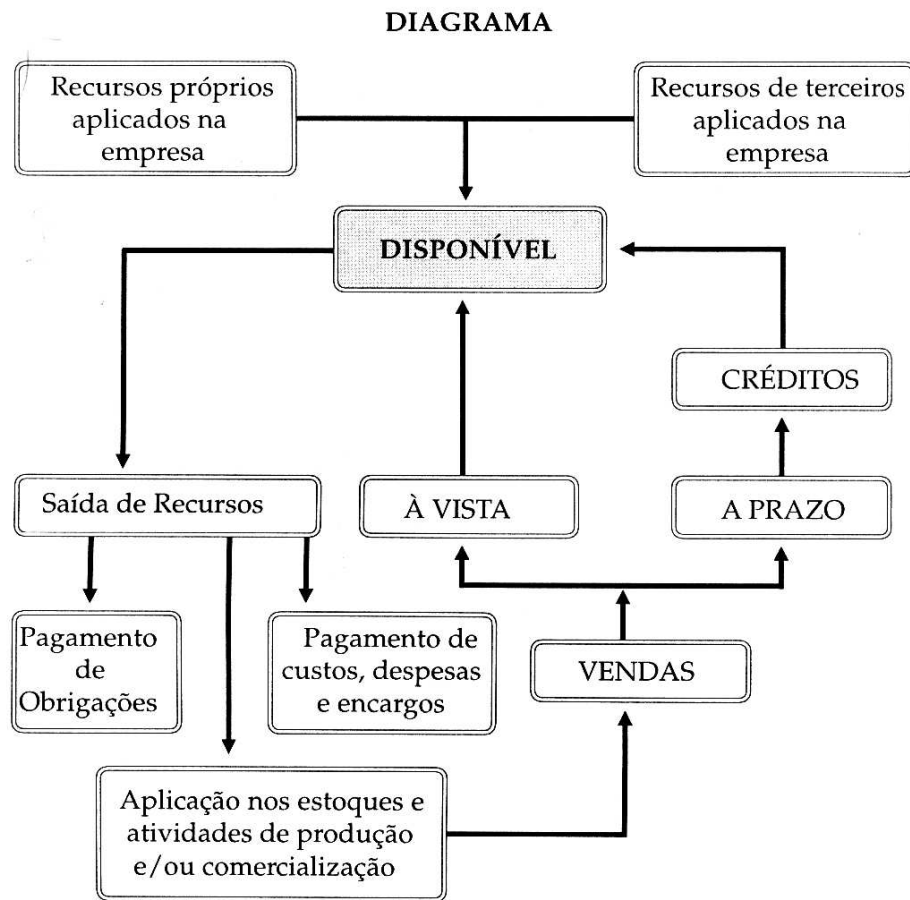 DIAGRAMA
Recursos próprios
aplicados na
empresa
Recursos de terceiros
aplicados na
empresa
DISPONÍVEL
CRÉDITOS
Saída de Recursos
À VISTA
A PRAZO
Pagamento
de
Obrigações
Pagamento de
custos, despesas
e encargos
VENDAS
Aplicação nos estoques e
atividades de produção
e/ou comercialização